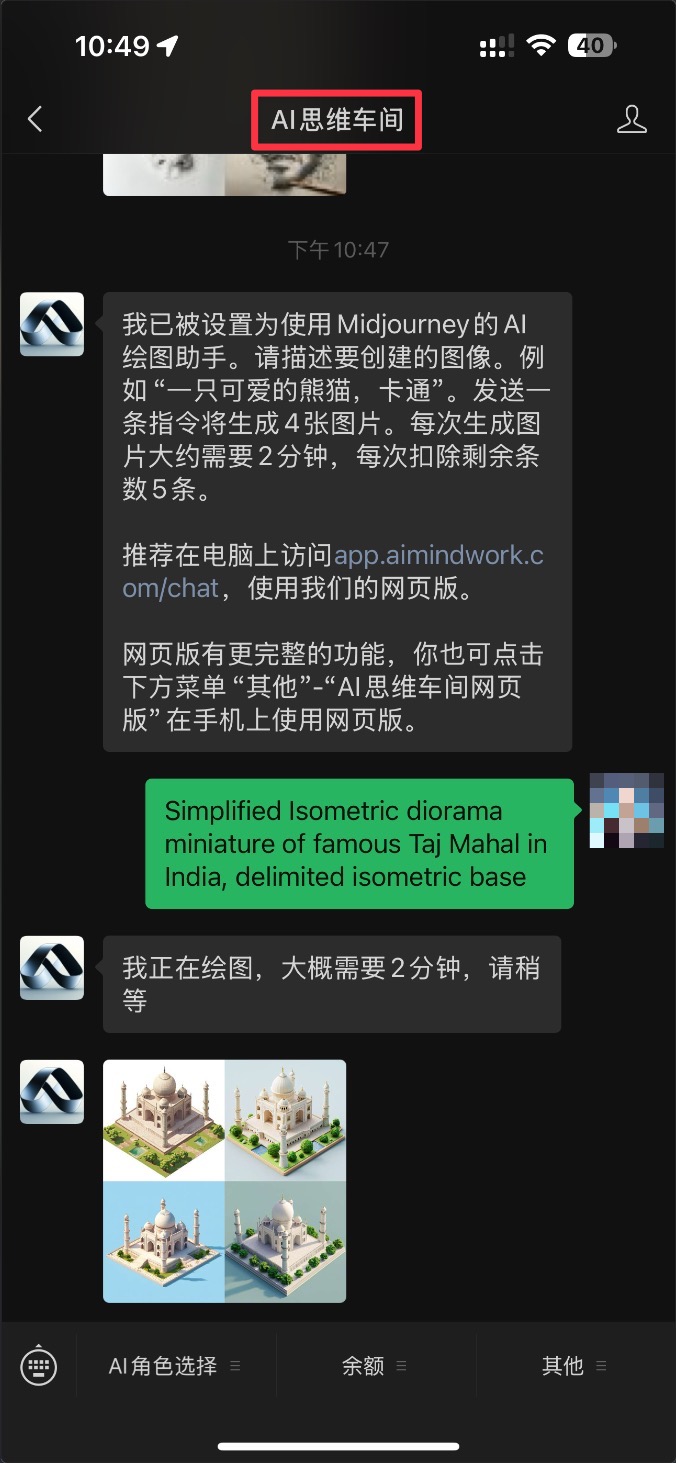 10:49
40
AI思维车间
下午10:47
我已被设置为使用Midjourney的AI
绘图助手。请描述要创建的图像。例
如“一只可爱的熊猫，卡通”。发送一
条指令将生成4张图片。每次生成图
片大约需要2分钟，每次扣除剩余条
数5条。
推荐在电脑上访问app.aimindwork.c
om/chat，使用我们的网页版。
网页版有更完整的功能，你也可点击
下方菜单“其他”-“AI思维车间网页
版”在手机上使用网页版。
Simplified Isometric diorama
miniature of famous Taj Mahal in
India, delimited isometric base
我正在绘图，大概需要2分钟，请稍
等
AI角色选择
余额
其他